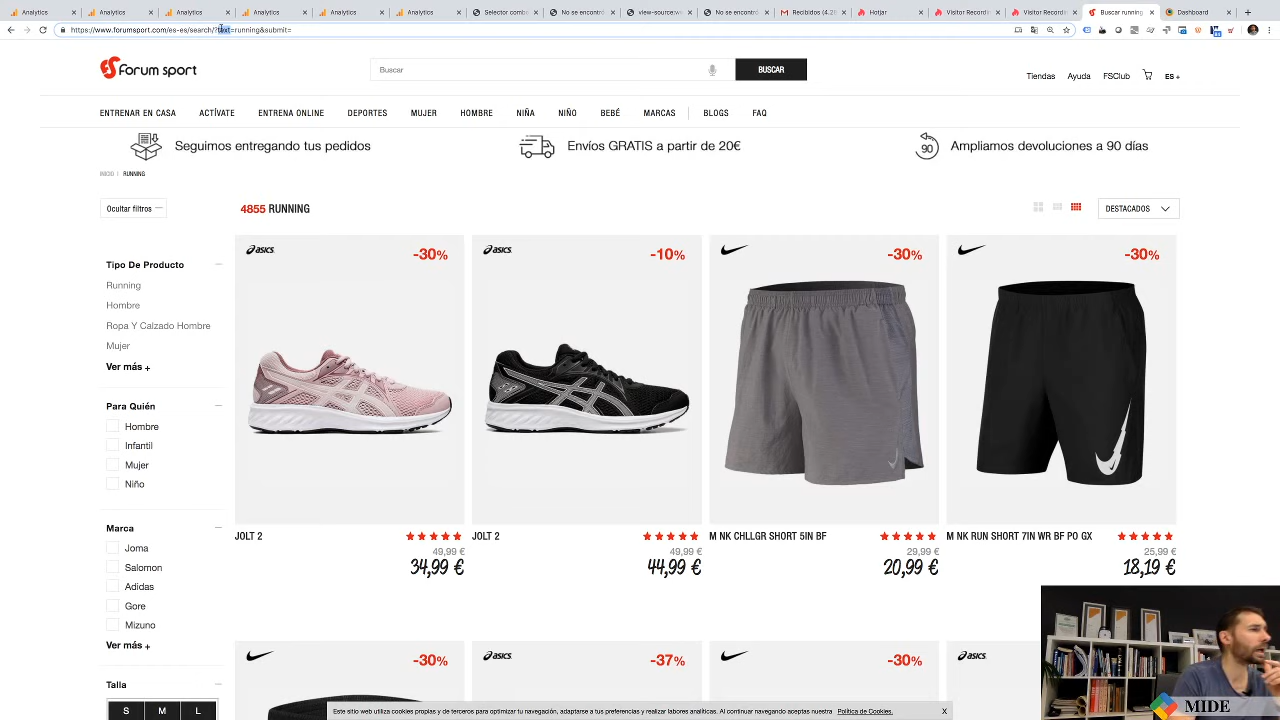 Analytics
Analytics
Analytics
Analytics
Analytics
Selector combo
No se encontró
view-source:we
No se encontró
Recibidos (4.26
Hotjar
Visitor Recordin
Visitor Recordin
Buscar running
Dashboard
https://www.forumsport.com/es-es/search/?text=running&submit=
Forum sport
Buscar
BUSCAR
Tiendas
Ayuda
FSClub
ES +
ENTRENAR EN CASA
ACTÍVATE
ENTRENA ONLINE
DEPORTES
MUJER
HOMBRE
NIÑA
NIÑO
BEBÉ
MARCAS
BLOGS
FAQ
Seguimos entregando tus pedidos
Envíos GRATIS a partir de 20€
90
Ampliamos devoluciones a 90 días
INICIO / RUNNING
Ocultar filtros
4855 RUNNING
DESTACADOS
Tipo De Producto
Running
Hombre
Ropa Y Calzado Hombre
Mujer
Ver más +
Para Quién
Hombre
Infantil
Mujer
Niño
Marca
Joma
Salomon
Adidas
Gore
Mizuno
Ver más +
Talla
S
M
L
asics
-30%
JOLT 2
49,99 €
34,99 €
asics
-10%
JOLT 2
49,99 €
44,99 €
-30%
M NK CHLLGR SHORT 5IN BF
29,99 €
20,99 €
-30%
M NK RUN SHORT 7IN WR BF PO GX
25,99 €
18,19 €
-30%
asics
-37%
-30%
asics
Este sitio web utiliza cookies propias y de terceros para optimizar tu navegación, adaptarse a tus preferencias y realizar labores analíticas. Al continuar navegando aceptas nuestra Política de Cookies.
X
MIDE